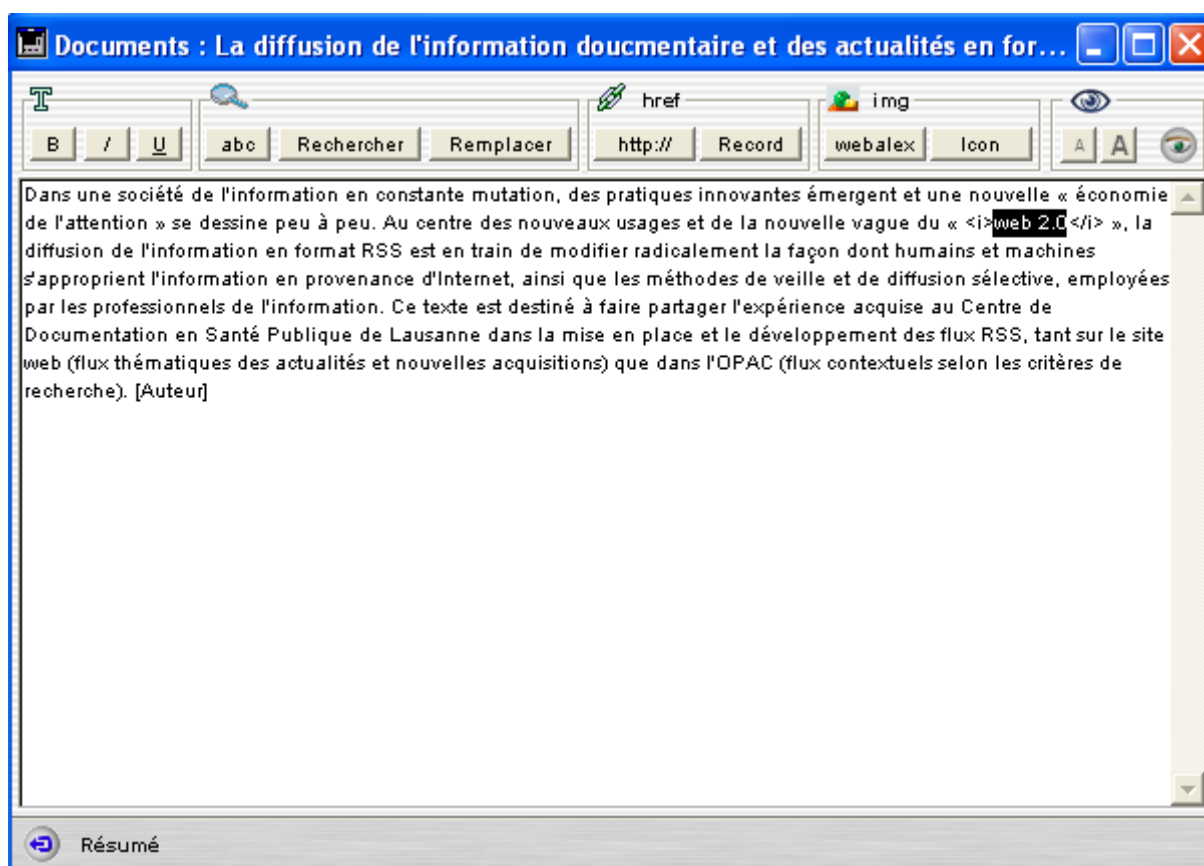 Documents : La diffusion de l'information doucmentaire et des actualités en for...
T
href
img
B I U
abc Rechercher Remplacer
http:// Record
webalex Icon
A A
Dans une société de l'information en constante mutation, des pratiques innovantes émergent et une nouvelle « économie
de l'attention » se dessine peu à peu. Au centre des nouveaux usages et de la nouvelle vague du « <i>web 2.0</i> », la
diffusion de l'information en format RSS est en train de modifier radicalement la façon dont humains et machines
s'approprient l'information en provenance d'Internet, ainsi que les méthodes de veille et de diffusion sélective, employées
par les professionnels de l'information. Ce texte est destiné à faire partager l'expérience acquise au Centre de
Documentation en Santé Publique de Lausanne dans la mise en place et le développement des flux RSS, tant sur le site
web (flux thématiques des actualités et nouvelles acquisitions) que dans l'OPAC (flux contextuels selon les critères de
recherche). [Auteur]
Résumé